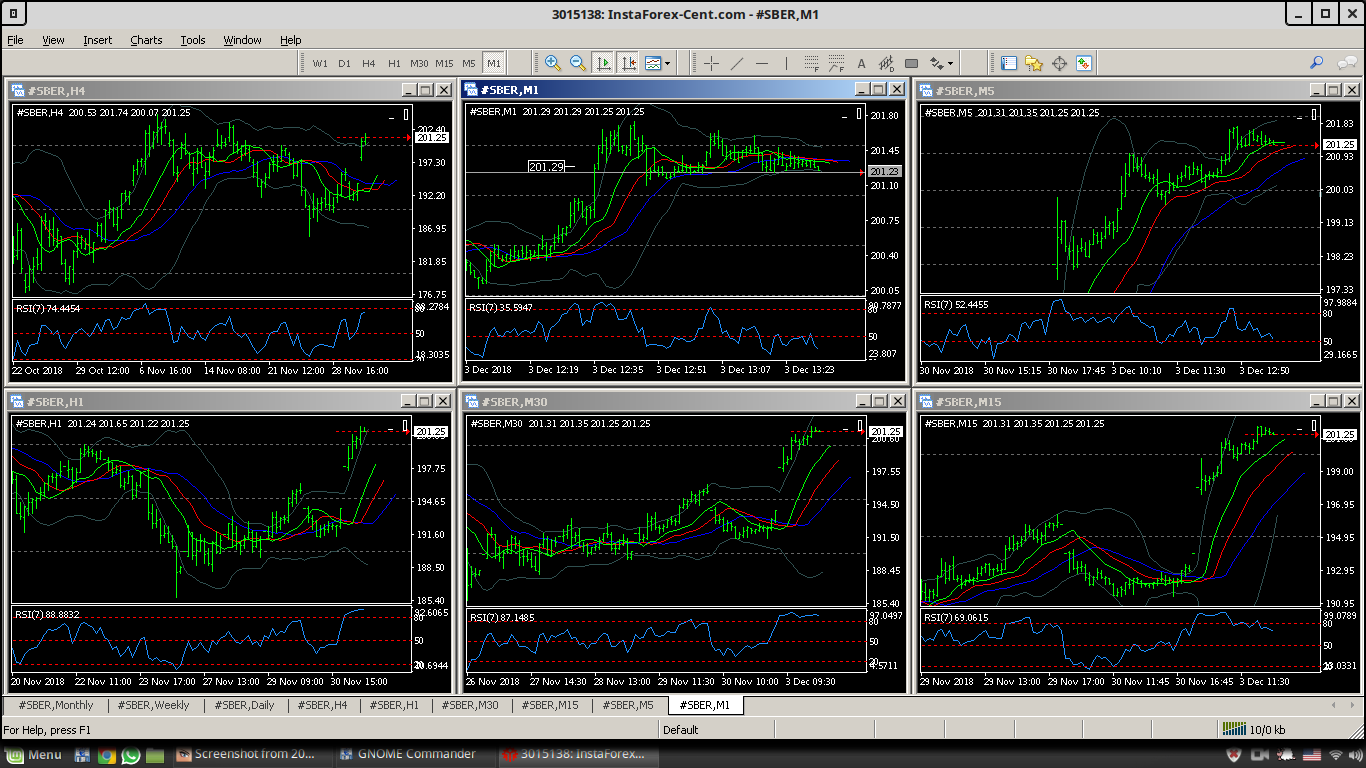 3015138: InstaForex-Cent.com - #SBER,M1
File View Insert Charts Tools Window Help
W1 D1 H4 H1 M30 M15 M5 M1
#SBER,H4
#SBER,H4 200.53 201.74 200.07 201.25
202.40
201.25
197.30
192.20
186.95
181.85
176.75
RSI(7) 74.4454
80
50
18.3035
22 Oct 2018 29 Oct 12:00 6 Nov 16:00 14 Nov 08:00 21 Nov 12:00 28 Nov 16:00
#SBER,M1
#SBER,M1 201.29 201.29 201.25 201.25
201.29
201.80
201.45
201.23
201.10
200.75
200.40
200.05
RSI(7) 35.5947
80.7877
50
23.807
3 Dec 2018 3 Dec 12:19 3 Dec 12:35 3 Dec 12:51 3 Dec 13:07 3 Dec 13:23
#SBER,M5
#SBER,M5 201.31 201.35 201.25 201.25
201.83
201.25
200.93
200.03
199.13
198.23
197.33
RSI(7) 52.4455
97.9884
80
50
29.1665
30 Nov 2018 30 Nov 15:15 30 Nov 17:45 3 Dec 10:10 3 Dec 11:30 3 Dec 12:50
#SBER,H1
#SBER,H1 201.24 201.65 201.22 201.25
201.25
197.75
194.65
191.60
188.50
185.40
RSI(7) 88.8832
92.6065
80
50
20
30 Nov 15:00
20 Nov 2018 22 Nov 11:00 23 Nov 17:00 27 Nov 13:00 29 Nov 09:00
#SBER,M30
#SBER,M30 201.31 201.35 201.25 201.25
201.25
200.60
197.55
194.50
191.50
188.45
185.40
RSI(7) 87.1485
97.0497
80
50
20
26 Nov 2018 27 Nov 14:30 28 Nov 13:00 29 Nov 11:30 30 Nov 10:00 3 Dec 09:30
#SBER,M15
#SBER,M15 201.31 201.35 201.25 201.25
201.25
199.00
196.95
194.95
192.95
190.95
RSI(7) 69.0615
99.0789
80
50
29 Nov 2018 29 Nov 13:00 29 Nov 17:00 30 Nov 11:45 30 Nov 16:45 3 Dec 11:30
#SBER,Monthly #SBER,Weekly #SBER,Daily #SBER,H4 #SBER,H1 #SBER,M30 #SBER,M15 #SBER,M5 #SBER,M1
For Help, press F1 Default 10/0 kb
Menu Screenshot from 20... GNOME Commander 3015138: InstaForex...